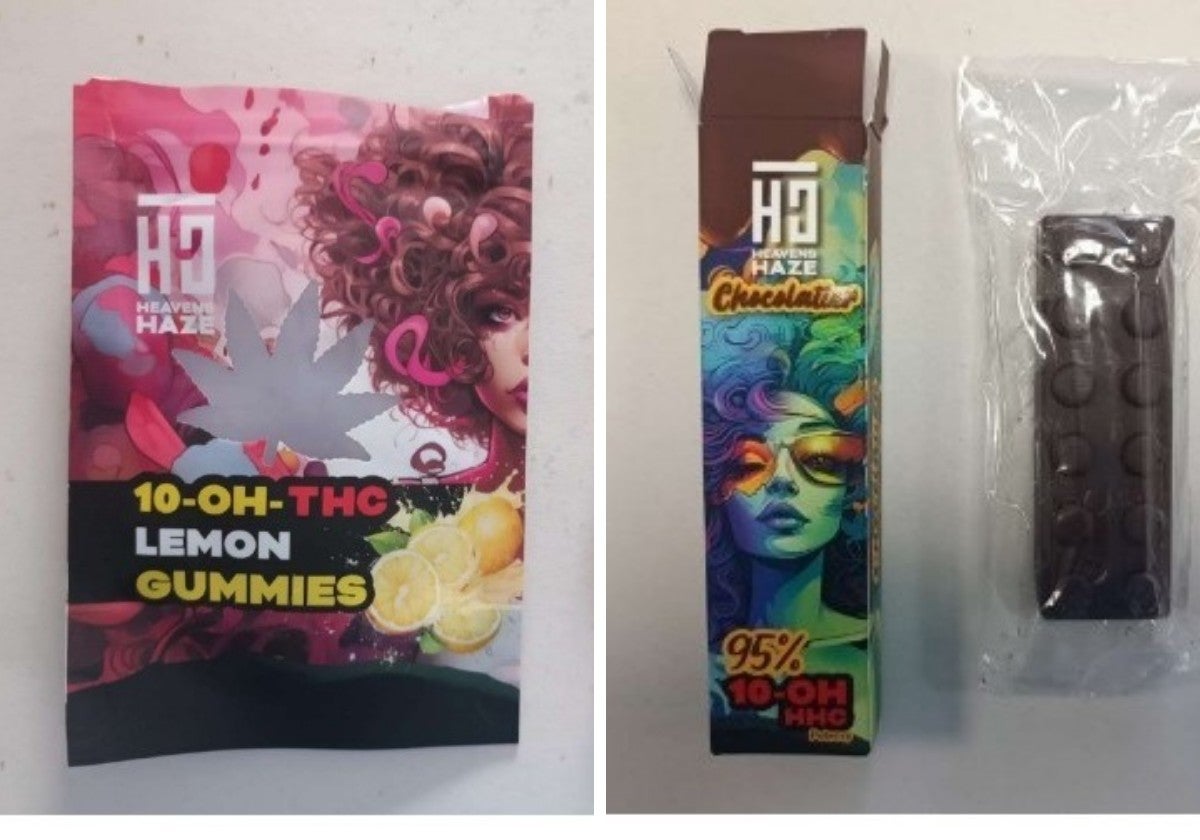 HEAVENS
HAZE
10-OH-THC
LEMON
GUMMIES
HEAVENS
HAZE
Chocolatier
95%
10-OH
HHC